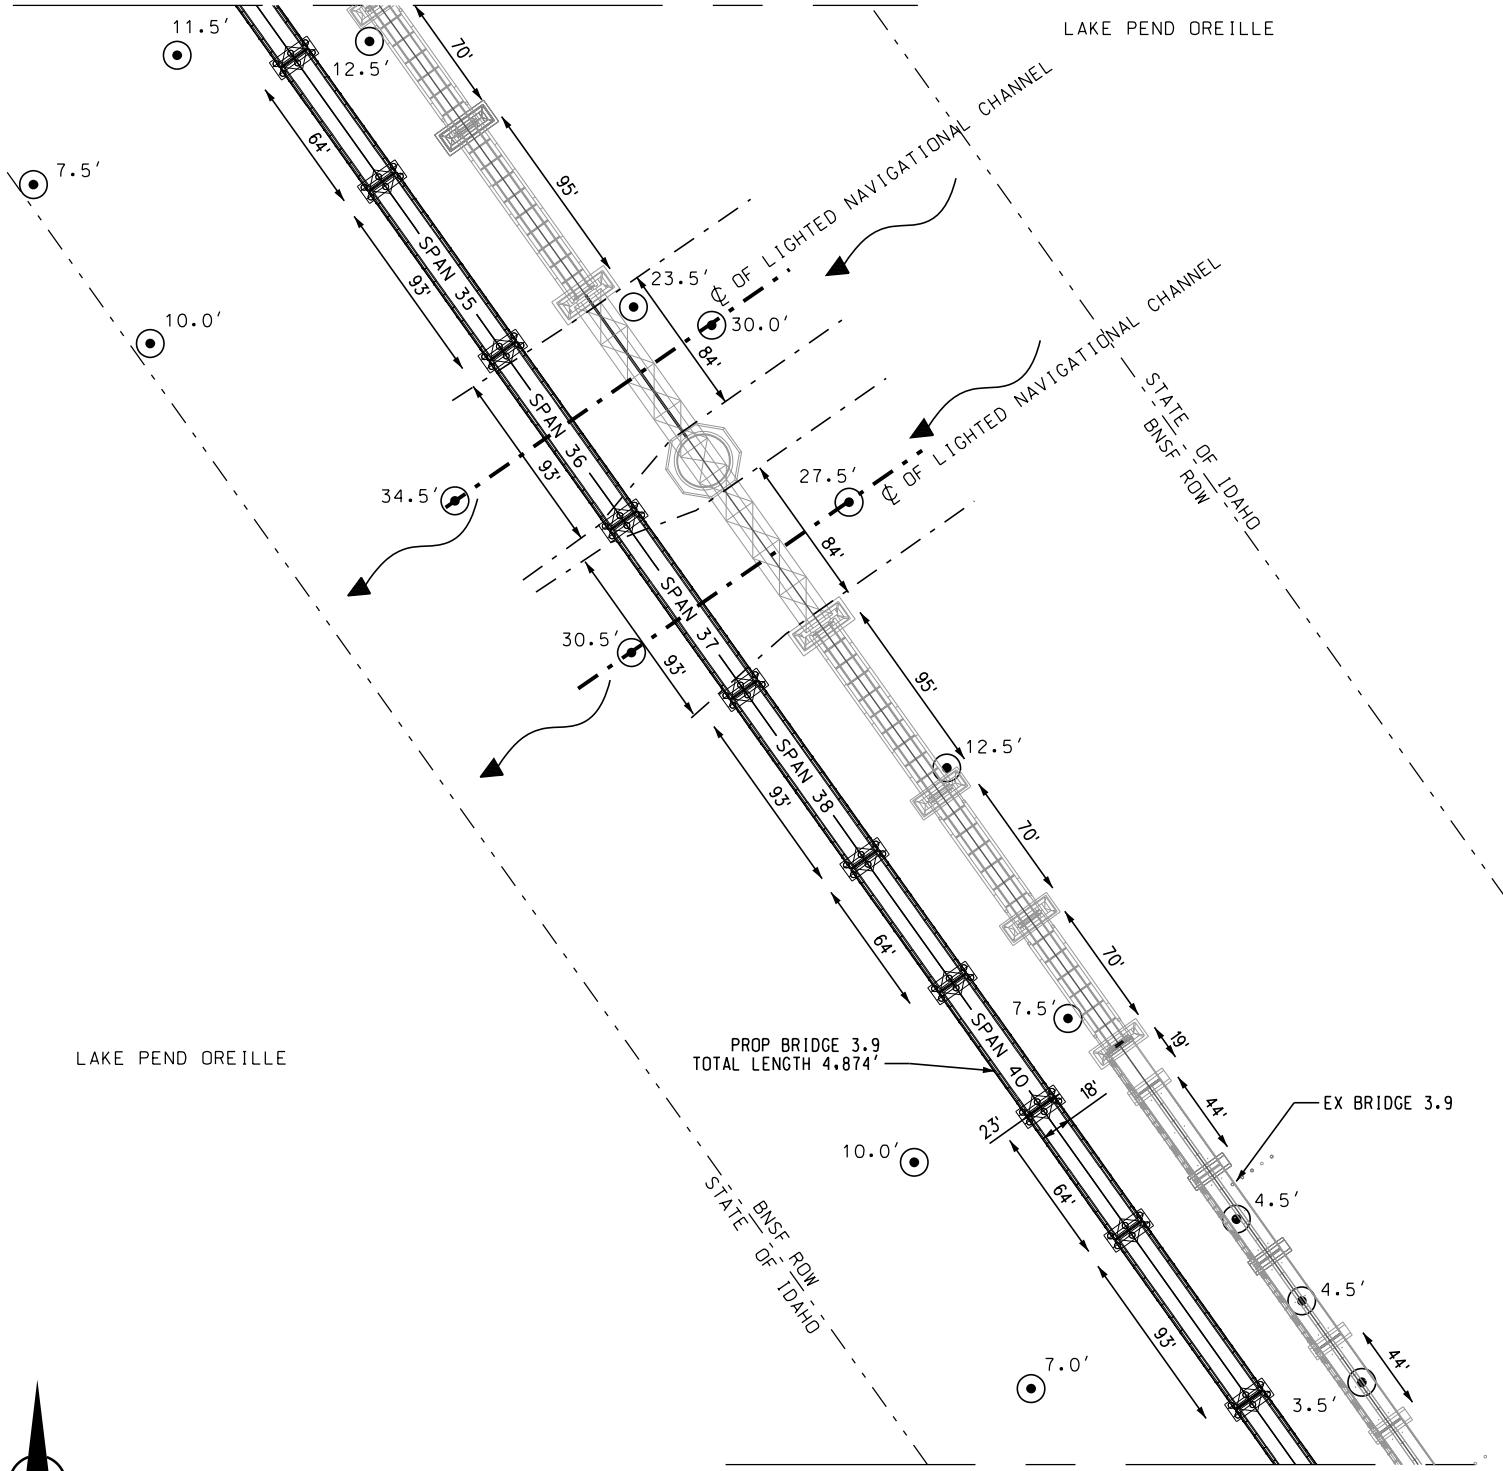 11.5′
12.5′
70'
LAKE PEND OREILLE
64'
95'
7.5′
SPAN 35
93'
℄ OF LIGHTED NAVIGATIONAL CHANNEL
23.5′
30.0′
84'
10.0′
℄ OF LIGHTED NAVIGATIONAL CHANNEL
STATE OF IDAHO
BNSF ROW
SPAN 36
93'
34.5′
27.5′
84'
SPAN 37
30.5′
93'
95'
12.5′
SPAN 38
93'
70'
64'
70'
7.5′
19'
SPAN 40
PROP BRIDGE 3.9
TOTAL LENGTH 4,874′
LAKE PEND OREILLE
18'
23'
44'
EX BRIDGE 3.9
10.0′
64'
4.5′
BNSF ROW
STATE OF IDAHO
4.5′
93'
44'
7.0′
3.5′